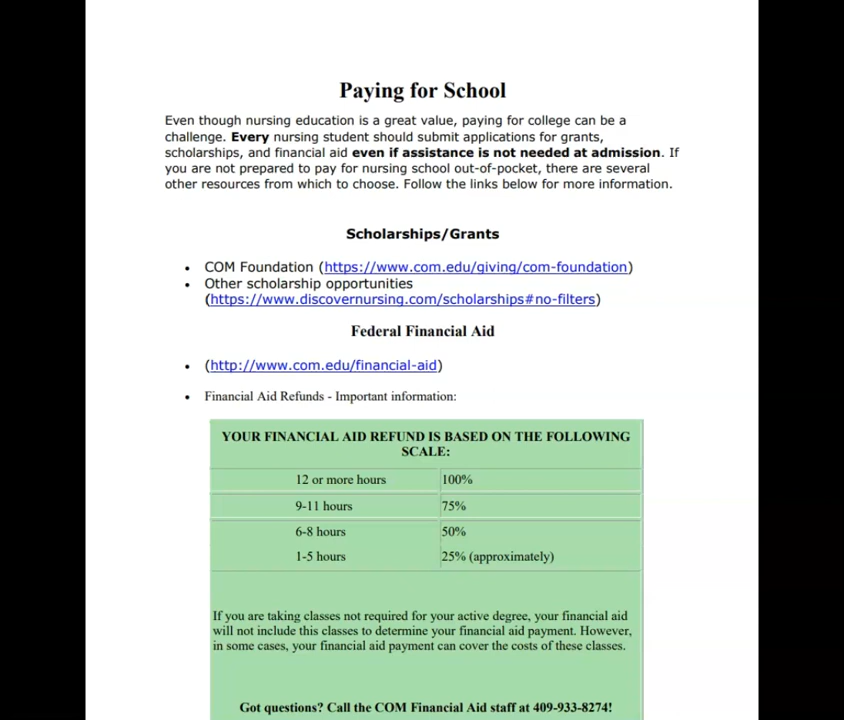 Paying for School
Even though nursing education is a great value, paying for college can be a
challenge. Every nursing student should submit applications for grants,
scholarships, and financial aid even if assistance is not needed at admission. If
you are not prepared to pay for nursing school out-of-pocket, there are several
other resources from which to choose. Follow the links below for more information.
Scholarships/Grants
• COM Foundation (https://www.com.edu/giving/com-foundation)
• Other scholarship opportunities
(https://www.discovernursing.com/scholarships#no-filters)
Federal Financial Aid
• (http://www.com.edu/financial-aid)
• Financial Aid Refunds - Important information:
YOUR FINANCIAL AID REFUND IS BASED ON THE FOLLOWING
SCALE:
12 or more hours 100%
9-11 hours 75%
6-8 hours 50%
1-5 hours 25% (approximately)
If you are taking classes not required for your active degree, your financial aid
will not include this classes to determine your financial aid payment. However,
in some cases, your financial aid payment can cover the costs of these classes.
Got questions? Call the COM Financial Aid staff at 409-933-8274!